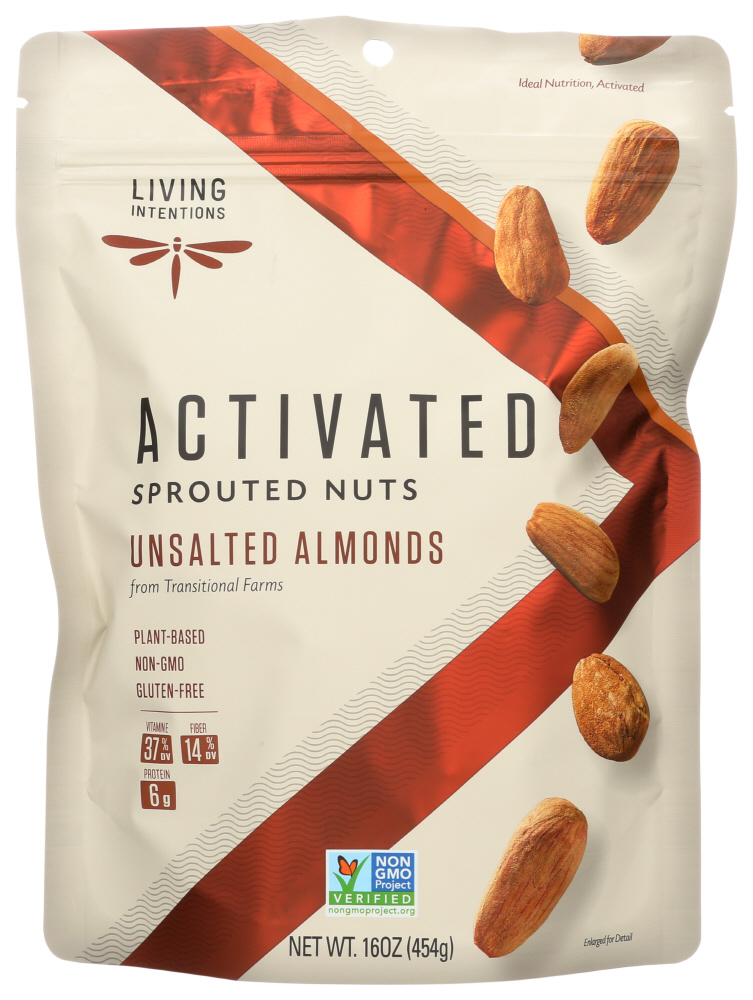 Ideal Nutrition, Activated
LIVING
INTENTIONS
ACTIVATED
SPROUTED NUTS
UNSALTED ALMONDS
from Transitional Farms
PLANT-BASED
NON-GMO
GLUTEN-FREE
VITAMIN E FIBER
37% DV 14% DV
PROTEIN
6g
NON
GMO
Project
VERIFIED
nongmoproject.org
NET WT. 16OZ (454g)
Enlarged for Detail